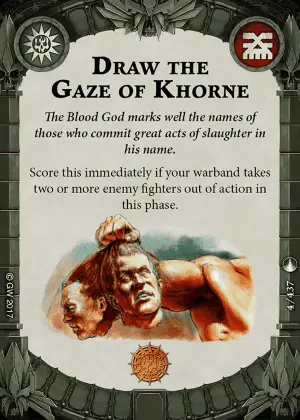 DRAW THE
GAZE OF KHORNE
The Blood God marks well the names of
those who commit great acts of slaughter in
his name.
Score this immediately if your warband takes
two or more enemy fighters out of action in
this phase.
© GW 2017
4/437